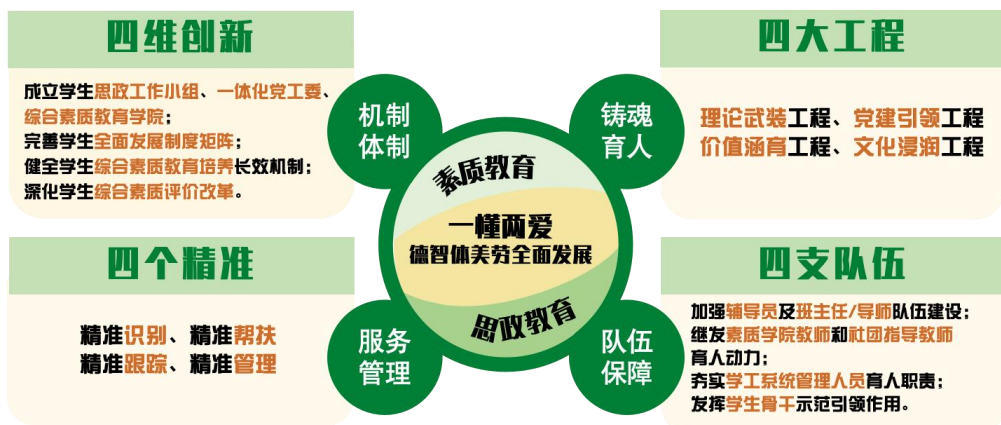 四维创新
成立学生思政工作小组、一体化党工委、
综合素质教育学院；
完善学生全面发展制度矩阵；
健全学生综合素质教育培养长效机制；
深化学生综合素质评价改革。
机制
体制
铸魂
育人
四大工程
理论武装工程、党建引领工程
价值涵育工程、文化浸润工程
素质教育
一懂两爱
德智体美劳全面发展
思政教育
四个精准
精准识别、精准帮扶
精准跟踪、精准管理
服务
管理
队伍
保障
四支队伍
加强辅导员及班主任/导师队伍建设；
继发素质学院教师和社团指导教师
育人动力；
夯实学工系统管理人员育人职责；
发挥学生骨干示范引领作用。